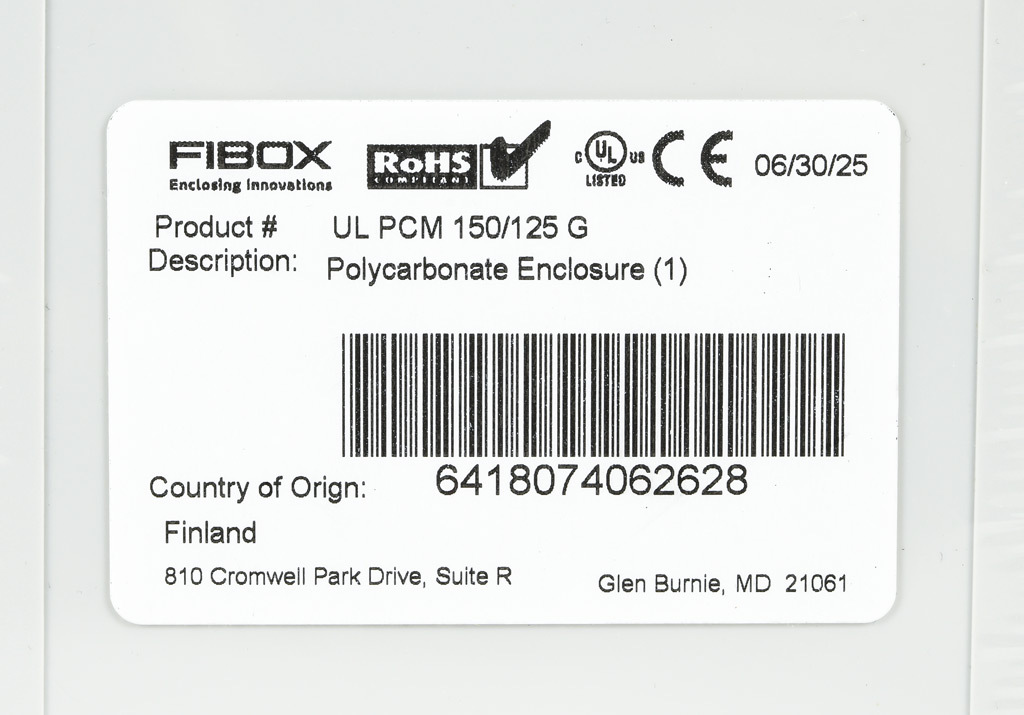 FIBOX
Enclosing Innovations
RoHS
COMPLIANT
C UL US
LISTED
CE
06/30/25
Product # UL PCM 150/125 G
Description: Polycarbonate Enclosure (1)
6418074062628
Country of Orign:
Finland
810 Cromwell Park Drive, Suite R Glen Burnie, MD 21061